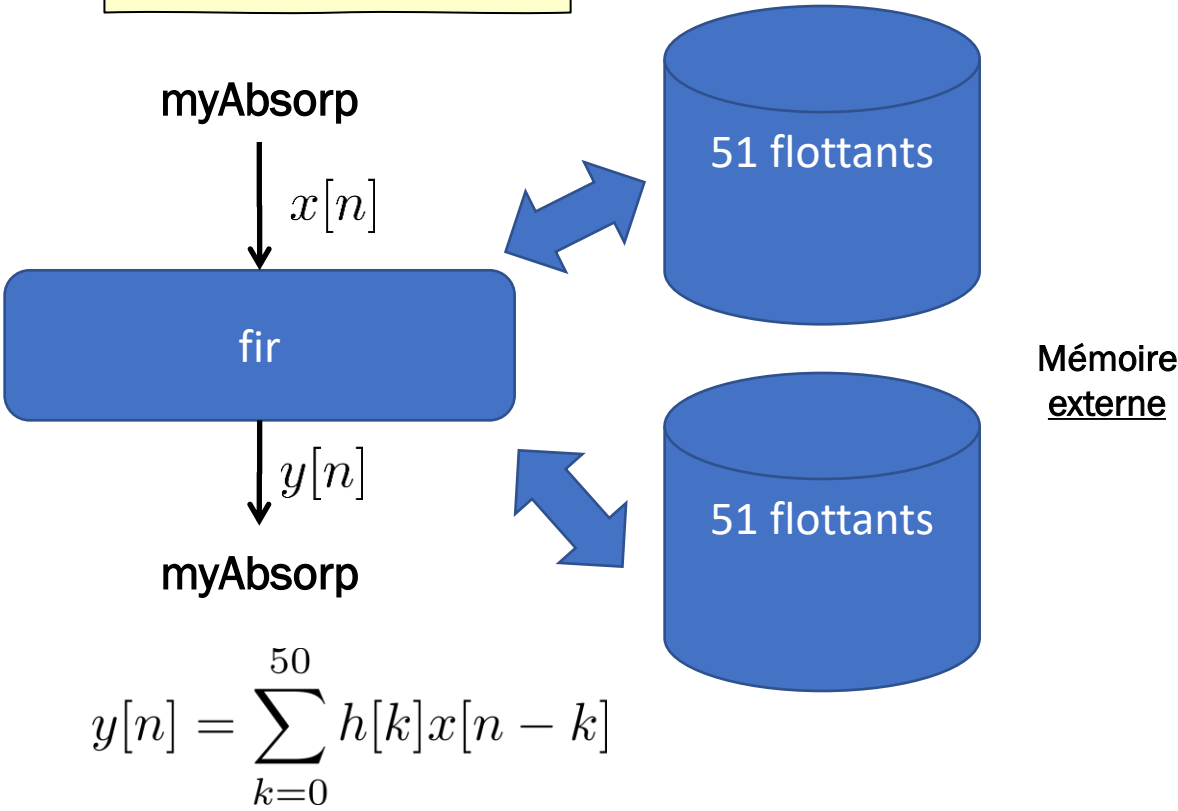 myAbsorp
51 flottants
x[n]
fir
Mémoire
externe
y[n]
51 flottants
myAbsorp
y[n] = \sum_{k=0}^{50} h[k]x[n − k]